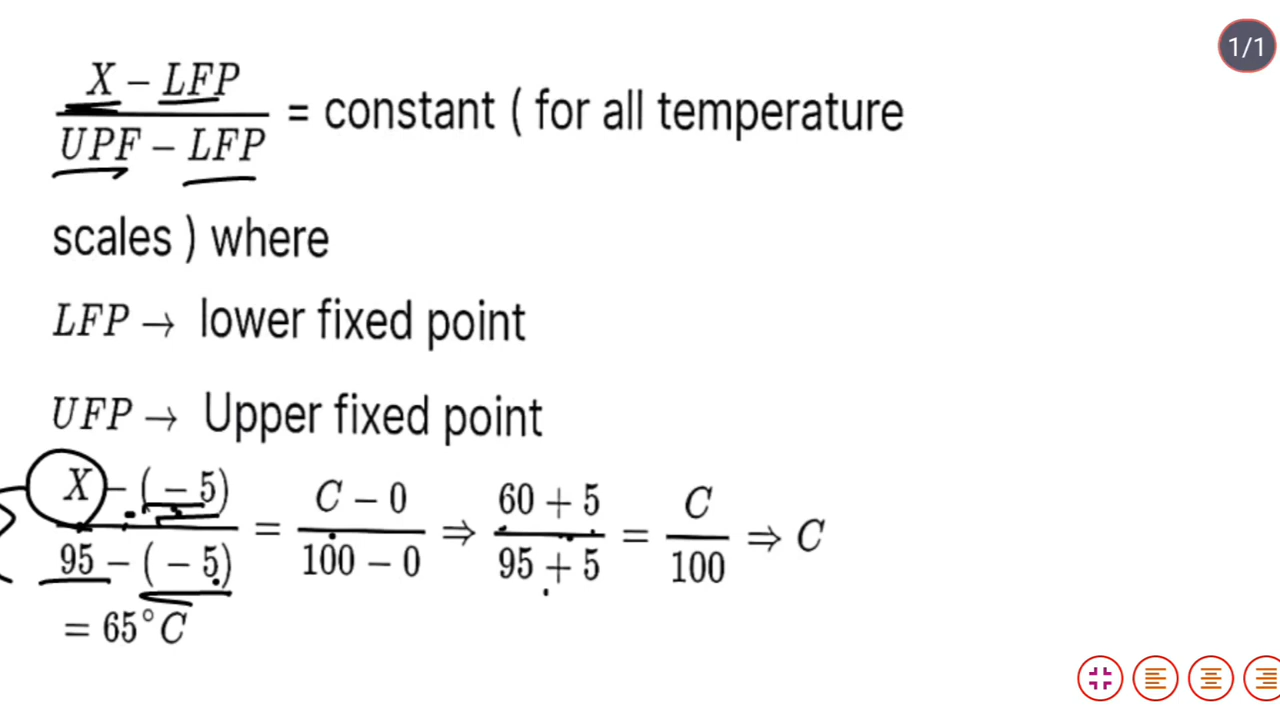 1/1
X − LFP
UPF − LFP = constant ( for all temperature
scales ) where
LFP → lower fixed point
UFP → Upper fixed point
X − ( − 5) / 95 − ( − 5) = C − 0 / 100 − 0 ⇒ 60 + 5 / 95 + 5 = C / 100 ⇒ C
= 65°C